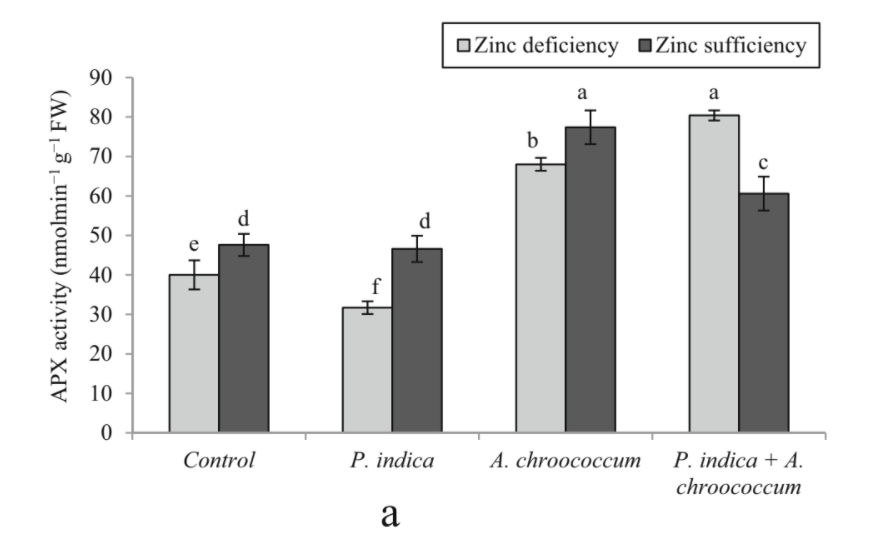 Zinc deficiency Zinc sufficiency
APX activity (nmolmin⁻¹ g⁻¹ FW)
90
80
70
60
50
40
30
20
10
0
e d
f d
b a
a c
Control P. indica A. chroococcum P. indica + A.
chroococcum
a